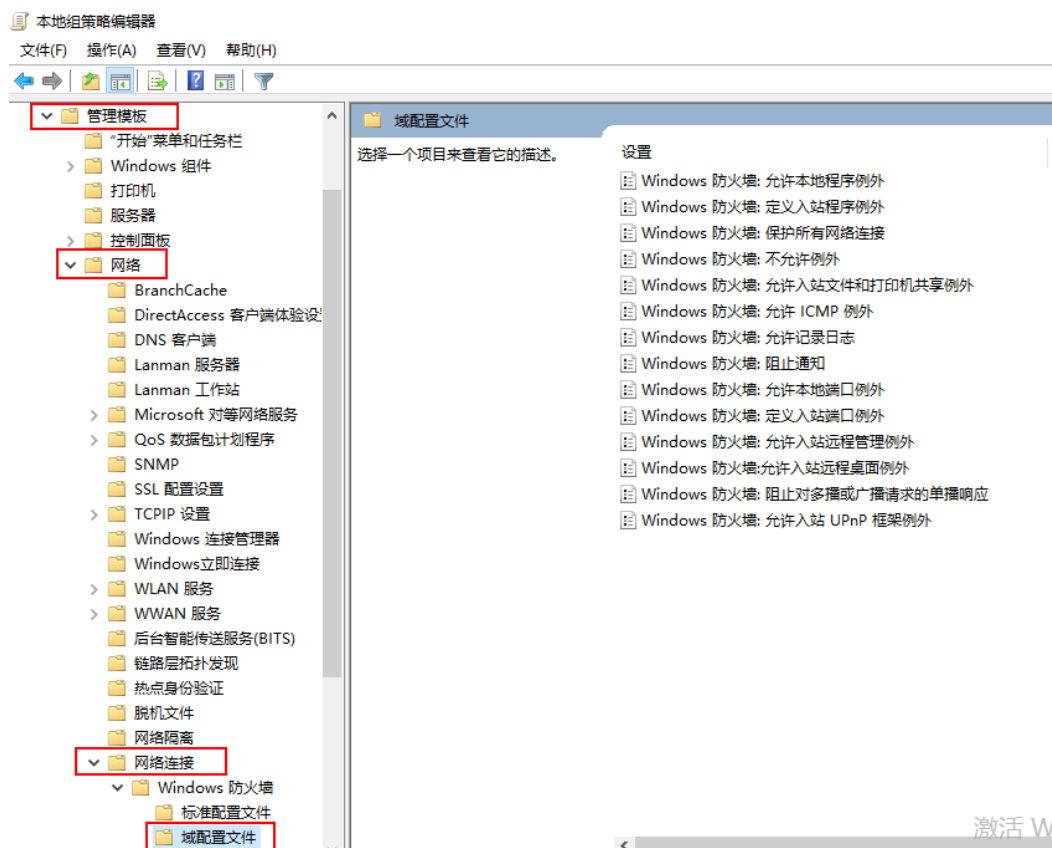 本地组策略编辑器
文件(F) 操作(A) 查看(V) 帮助(H)
管理模板
"开始"菜单和任务栏
Windows 组件
打印机
服务器
控制面板
网络
BranchCache
DirectAccess 客户端体验设
DNS 客户端
Lanman 服务器
Lanman 工作站
Microsoft 对等网络服务
QoS 数据包计划程序
SNMP
SSL 配置设置
TCPIP 设置
Windows 连接管理器
Windows立即连接
WLAN 服务
WWAN 服务
后台智能传送服务(BITS)
链路层拓扑发现
热点身份验证
脱机文件
网络隔离
网络连接
Windows 防火墙
标准配置文件
域配置文件
域配置文件
选择一个项目来查看它的描述。
设置
Windows 防火墙: 允许本地程序例外
Windows 防火墙: 定义入站程序例外
Windows 防火墙: 保护所有网络连接
Windows 防火墙: 不允许例外
Windows 防火墙: 允许入站文件和打印机共享例外
Windows 防火墙: 允许 ICMP 例外
Windows 防火墙: 允许记录日志
Windows 防火墙: 阻止通知
Windows 防火墙: 允许本地端口例外
Windows 防火墙: 定义入站端口例外
Windows 防火墙: 允许入站远程管理例外
Windows 防火墙:允许入站远程桌面例外
Windows 防火墙: 阻止对多播或广播请求的单播响应
Windows 防火墙: 允许入站 UPnP 框架例外
激活 W